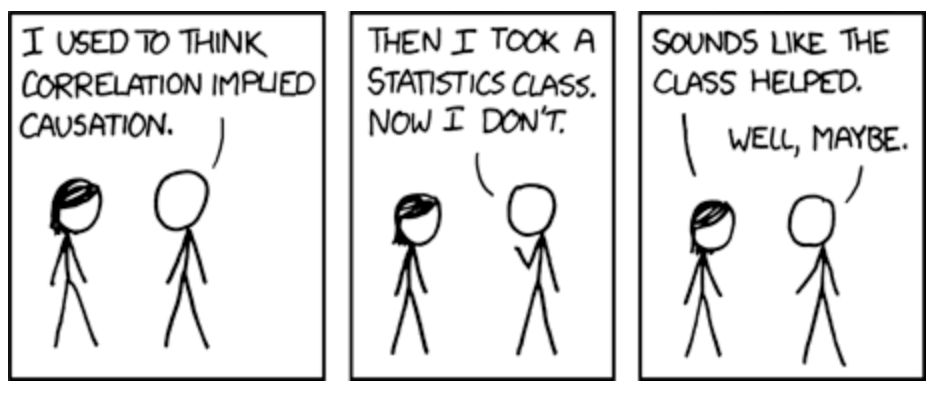 I USED TO THINK
CORRELATION IMPLIED
CAUSATION.
THEN I TOOK A
STATISTICS CLASS.
NOW I DON'T.
SOUNDS LIKE THE
CLASS HELPED.
WELL, MAYBE.